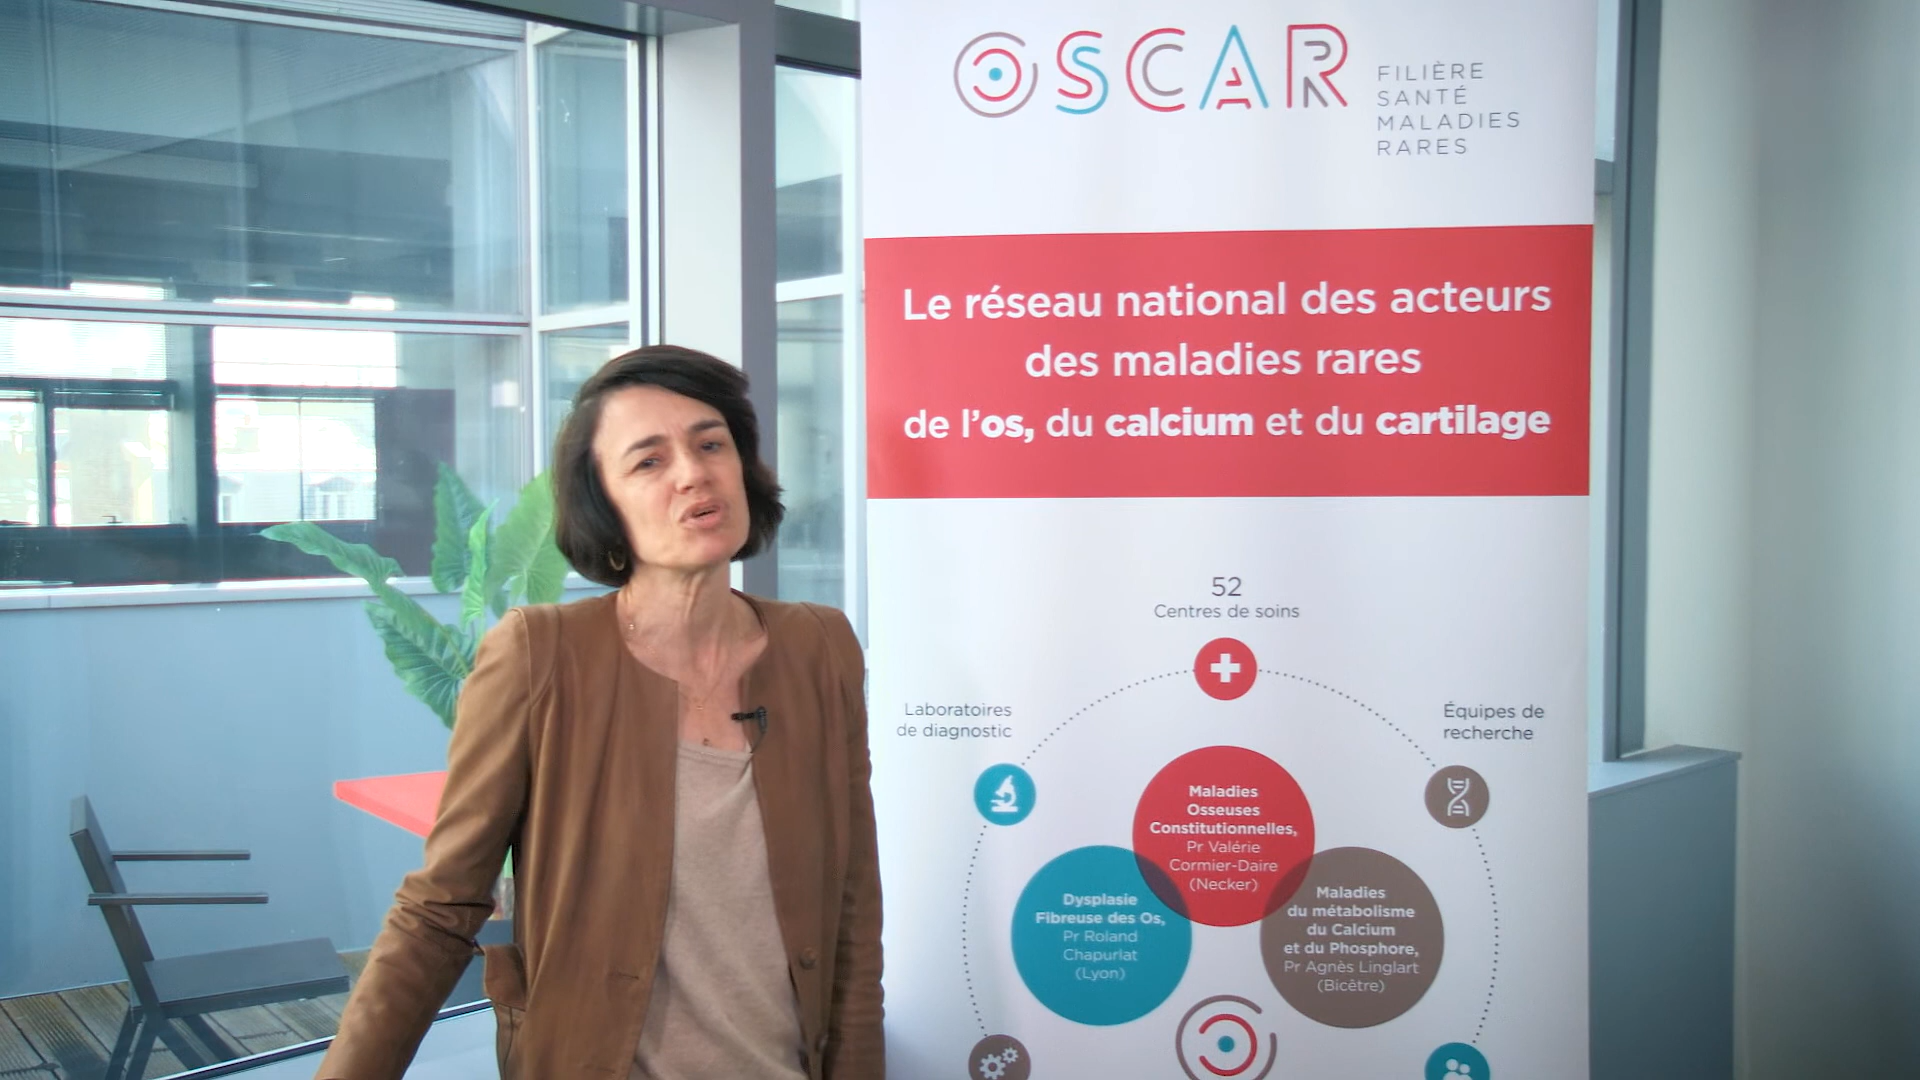 OSCAR
FILIÈRE
SANTÉ
MALADIES
RARES
Le réseau national des acteurs
des maladies rares
de l'os, du calcium et du cartilage
52
Centres de soins
Laboratoires
de diagnostic
Équipes de
recherche
Maladies
Osseuses
Constitutionnelles,
Pr Valérie
Cormier-Daire
(Necker)
Dysplasie
Fibreuse des Os,
Pr Roland
Chapurlat
(Lyon)
Maladies
du métabolisme
du Calcium
et du Phosphore,
Pr Agnès Linglart
(Bicêtre)